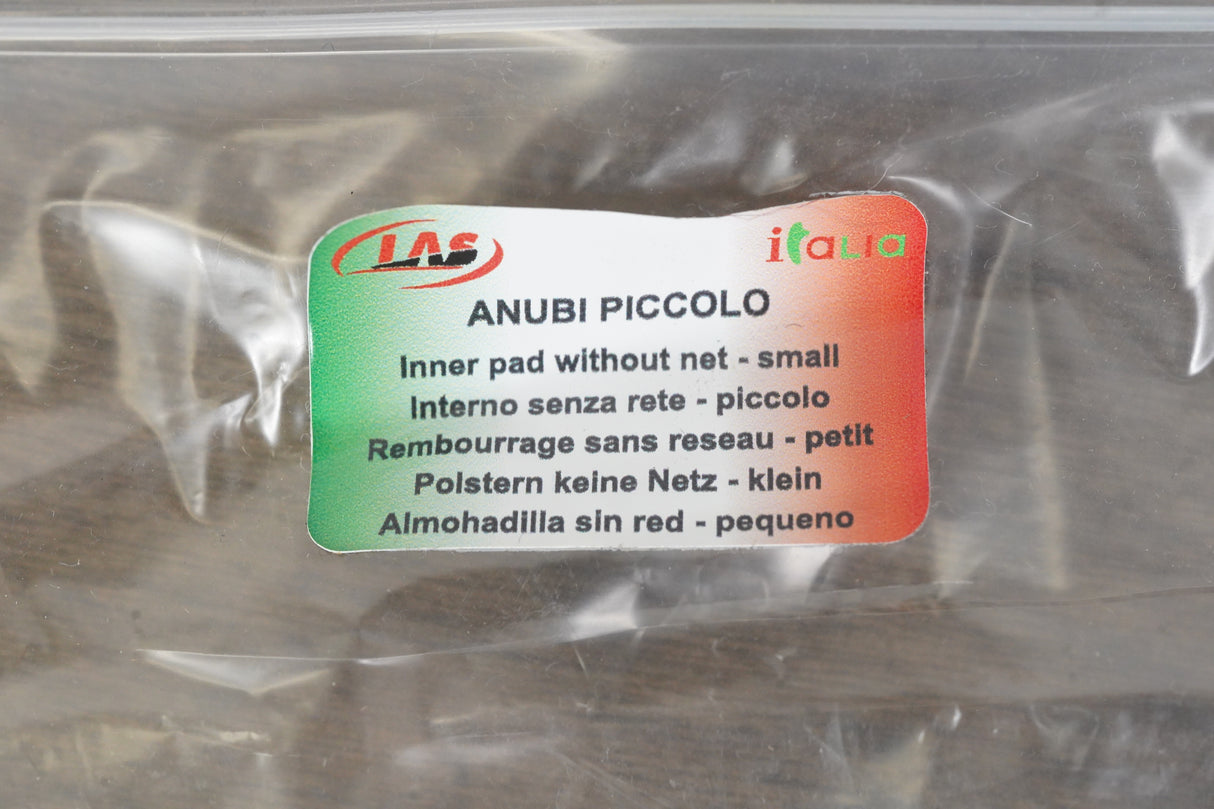 LAS
iTaLIa
ANUBI PICCOLO
Inner pad without net - small
Interno senza rete - piccolo
Rembourrage sans reseau - petit
Polstern keine Netz - klein
Almohadilla sin red - pequeno